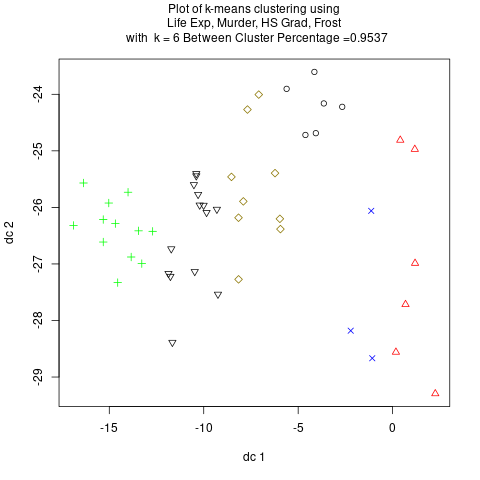 Plot of k-means clustering using
Life Exp, Murder, HS Grad, Frost
with k = 6 Between Cluster Percentage =0.9537
-24
-25
-26
-27
-28
-29
dc 2
-15 -10 -5 0
dc 1